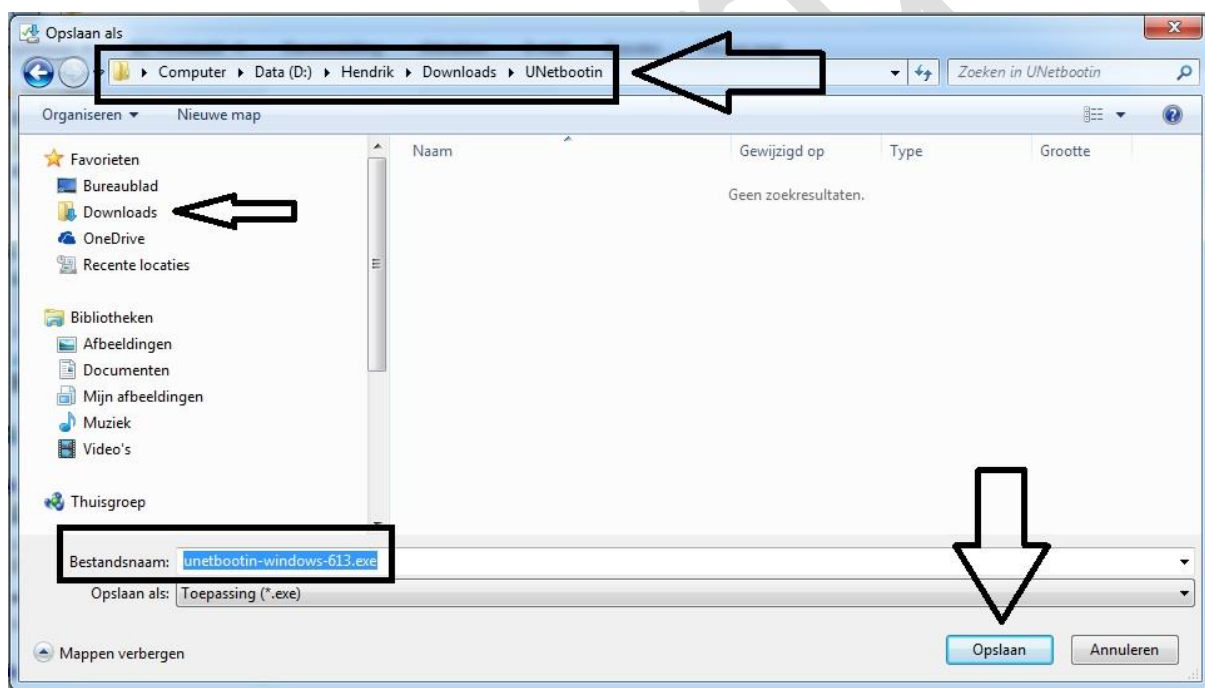 Opslaan als
Computer ▸ Data (D:) ▸ Hendrik ▸ Downloads ▸ UNetbootin
Zoeken in UNetbootin
Organiseren Nieuwe map
Naam Gewijzigd op Type Grootte
Geen zoekresultaten.
Favorieten
Bureaublad
Downloads
OneDrive
Recente locaties
Bibliotheken
Afbeeldingen
Documenten
Mijn afbeeldingen
Muziek
Video's
Thuisgroep
Bestandsnaam: unetbootin-windows-613.exe
Opslaan als: Toepassing (*.exe)
Mappen verbergen
Opslaan Annuleren